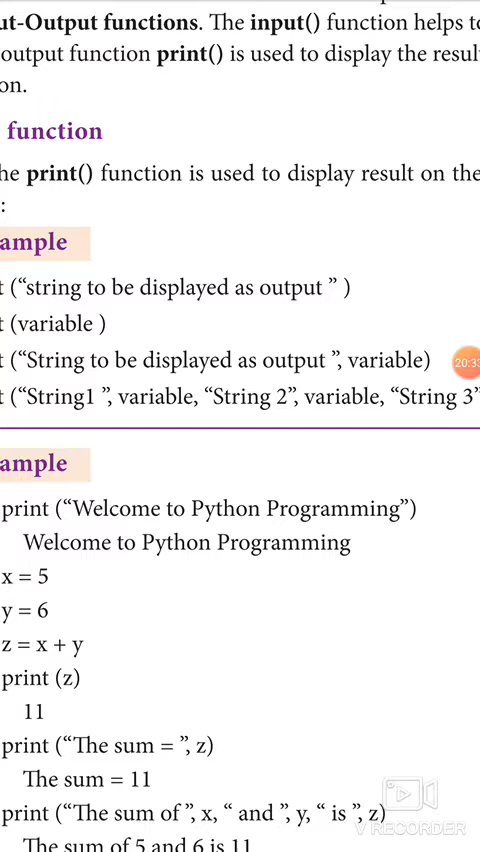 ut-Output functions. The input() function helps to
output function print() is used to display the resul
on.
function
he print() function is used to display result on the
:
ample
t (“string to be displayed as output ” )
t (variable )
t (“String to be displayed as output ”, variable)
20:33
t (“String1 ”, variable, “String 2”, variable, “String 3”
ample
print (“Welcome to Python Programming”)
Welcome to Python Programming
x = 5
y = 6
z = x + y
print (z)
11
print (“The sum = ”, z)
The sum = 11
print (“The sum of ”, x, “ and ”, y, “ is ”, z)
V RECORDER
The sum of 5 and 6 is 11